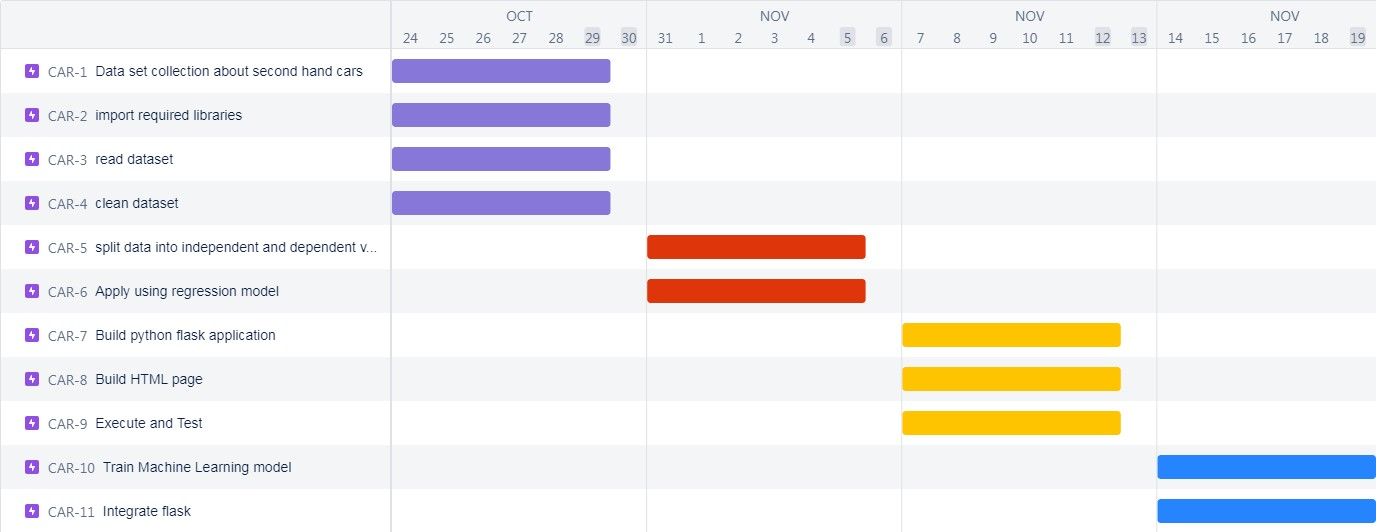 OCT NOV NOV NOV
24 25 26 27 28 29 30 31 1 2 3 4 5 6 7 8 9 10 11 12 13 14 15 16 17 18 19
CAR-1 Data set collection about second hand cars
CAR-2 import required libraries
CAR-3 read dataset
CAR-4 clean dataset
CAR-5 split data into independent and dependent v...
CAR-6 Apply using regression model
CAR-7 Build python flask application
CAR-8 Build HTML page
CAR-9 Execute and Test
CAR-10 Train Machine Learning model
CAR-11 Integrate flask